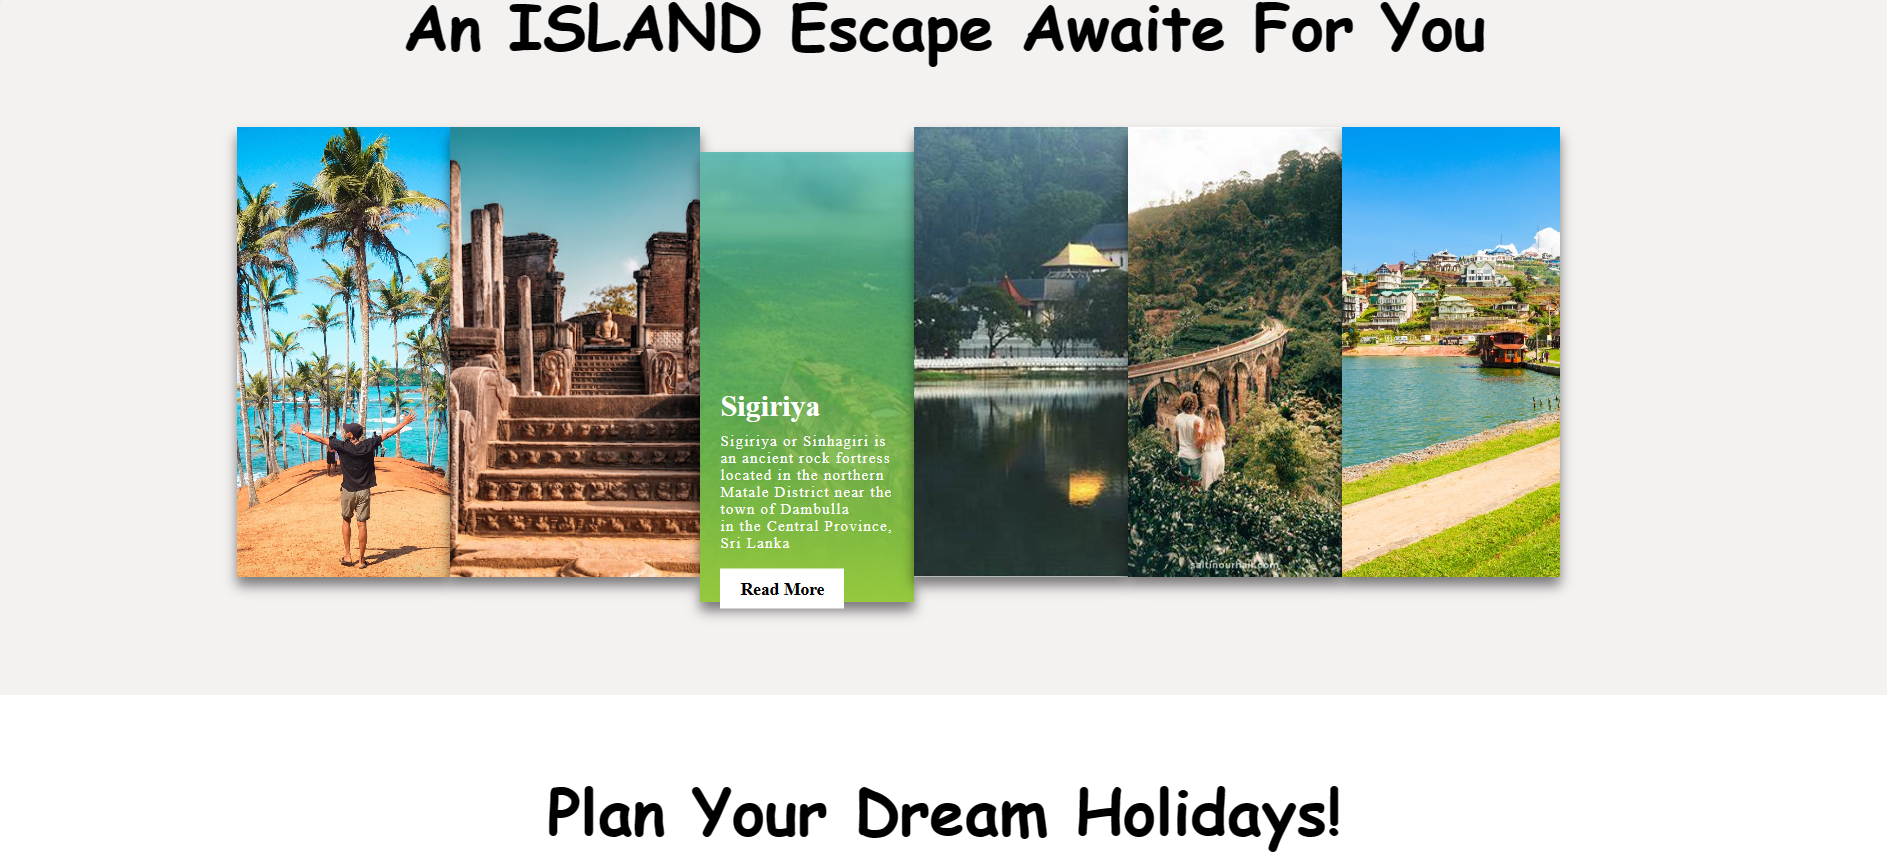 An ISLAND Escape Awaite For You
Sigiriya
Sigiriya or Sinhagiri is
an ancient rock fortress
located in the northern
Matale District near the
town of Dambulla
in the Central Province,
Sri Lanka
Read More
saltinourhair.com
Plan Your Dream Holidays!